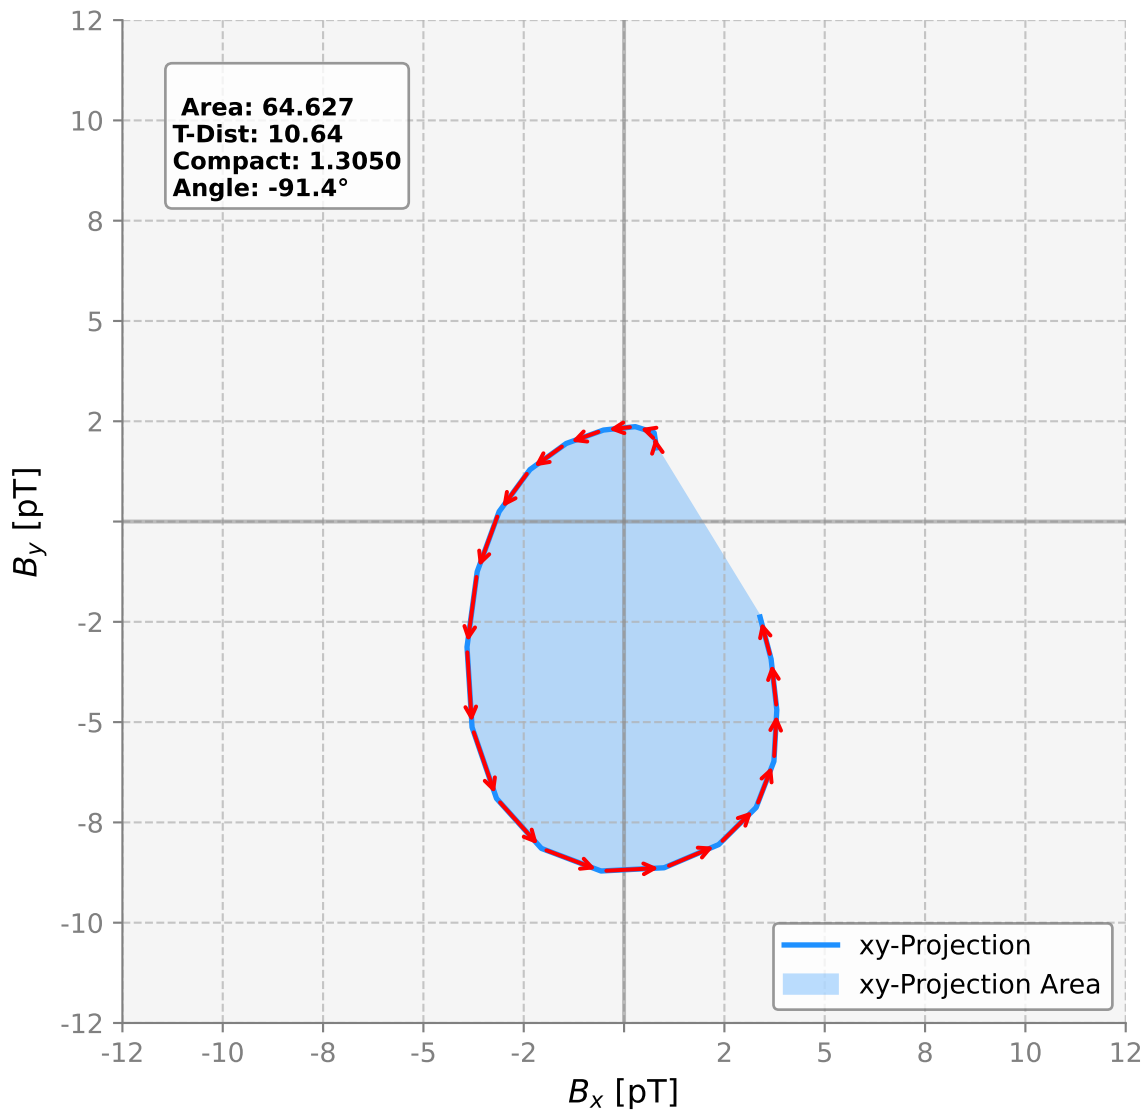 12
10
8
5
2
-2
-5
-8
-10
-12
Area: 64.627
T-Dist: 10.64
Compact: 1.3050
Angle: -91.4°
B_y [pT]
xy-Projection
xy-Projection Area
-12 -10 -8 -5 -2 2 5 8 10 12
B_x [pT]